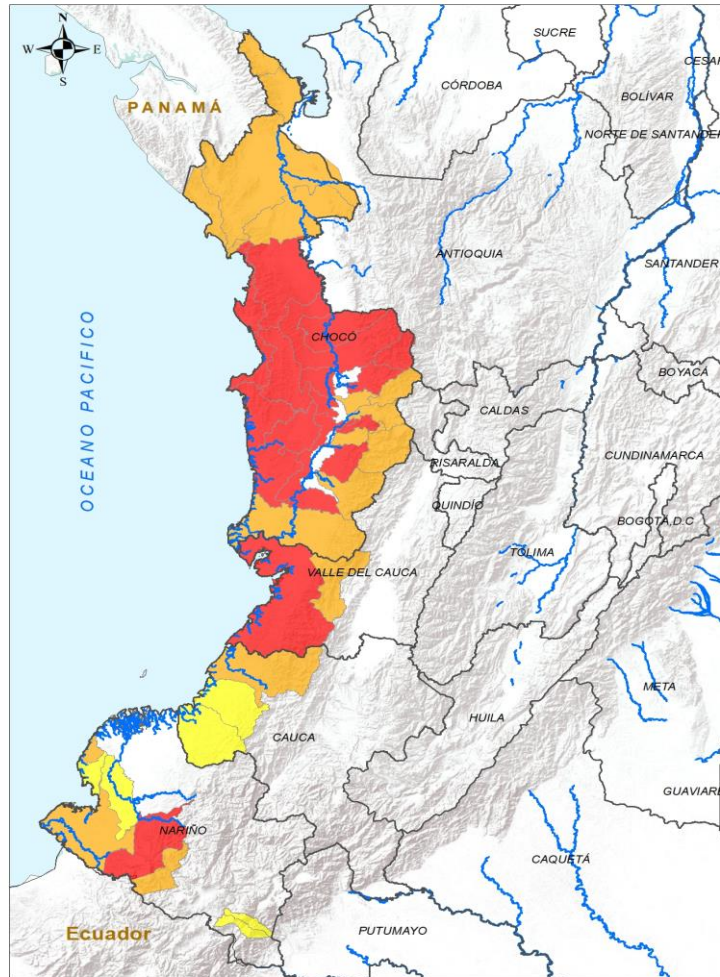 N
W E
S
SUCRE
CESAR
CÓRDOBA
BOLÍVAR
PANAMÁ
NORTE DE SANTANDER
ANTIOQUIA
SANTANDER
OCEANO PACIFICO
CHOCÓ
BOYACA
CALDAS
CUNDINAMARCA
RISARALDA
QUINDÍO
BOGOTÁ, D.C
TOLIMA
VALLE DEL CAUCA
META
HUILA
CAUCA
GUAVIARE
NARIÑO
CAQUETÁ
Ecuador
PUTUMAYO